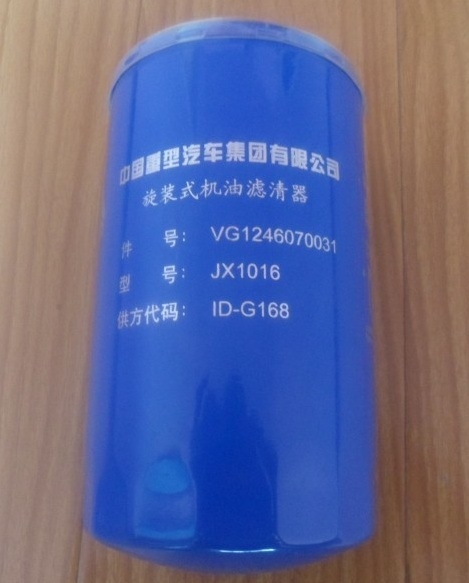 中国重型汽车集团有限公司
旋装式机油滤清器
件 号: VG1246070031
型 号: JX1016
供方代码: ID-G168